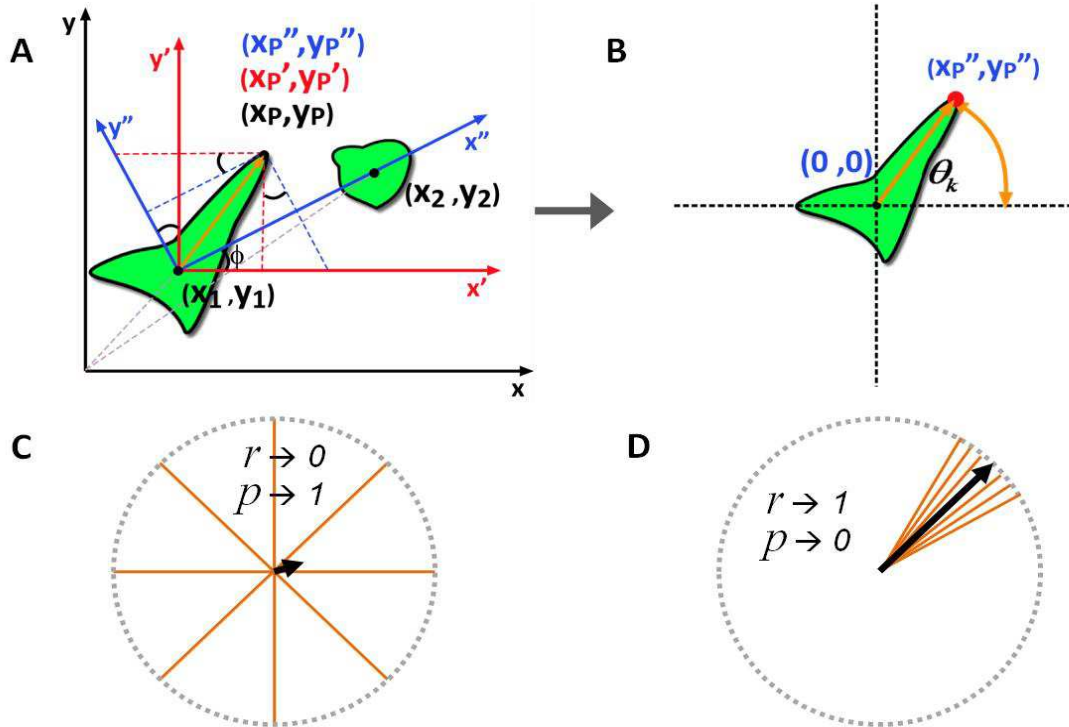 A
y
y'
(xP'',yP'')
(xP',yP')
(xP,yP)
y''
x''
(x2,y2)
ϕ
(x1,y1)
x'
x
B
(xP'',yP'')
(0,0)
θk
C
r → 0
p → 1
D
r → 1
p → 0